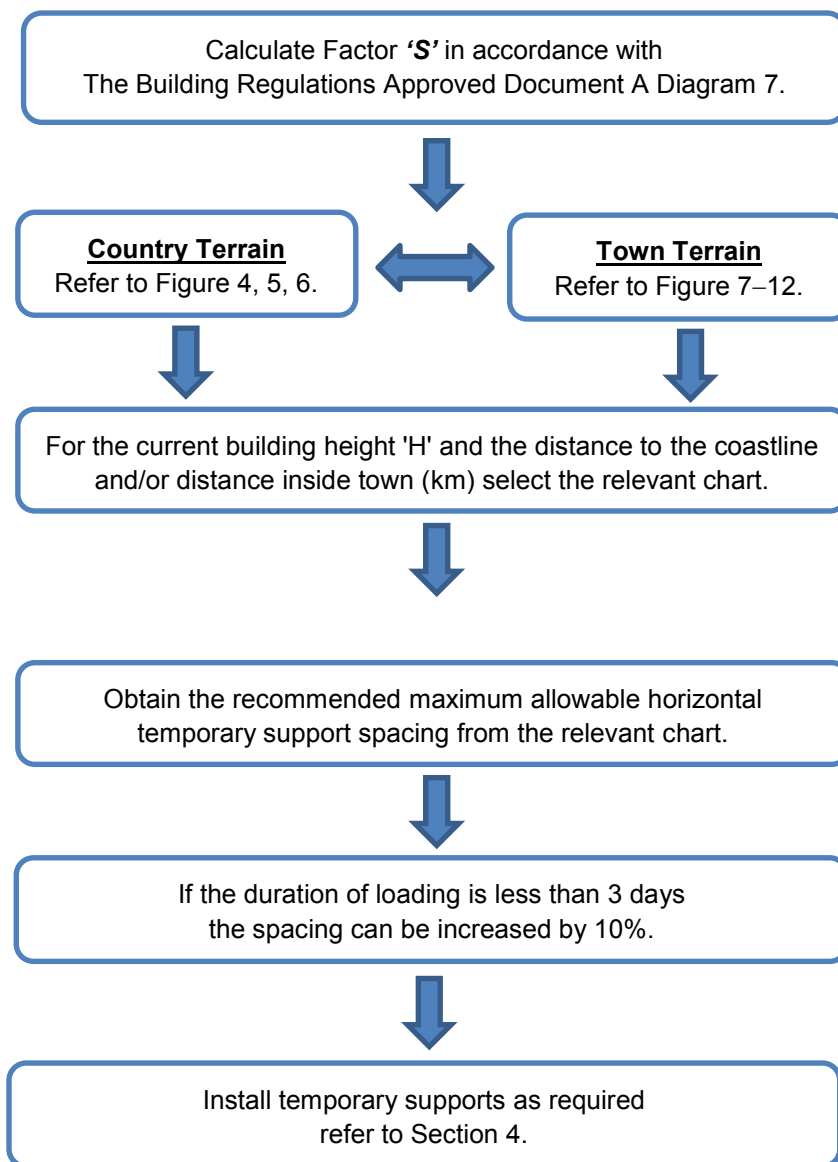 Calculate Factor ‘S’ in accordance with
The Building Regulations Approved Document A Diagram 7.
Country Terrain
Refer to Figure 4, 5, 6.
Town Terrain
Refer to Figure 7–12.
For the current building height 'H' and the distance to the coastline
and/or distance inside town (km) select the relevant chart.
Obtain the recommended maximum allowable horizontal
temporary support spacing from the relevant chart.
If the duration of loading is less than 3 days
the spacing can be increased by 10%.
Install temporary supports as required
refer to Section 4.